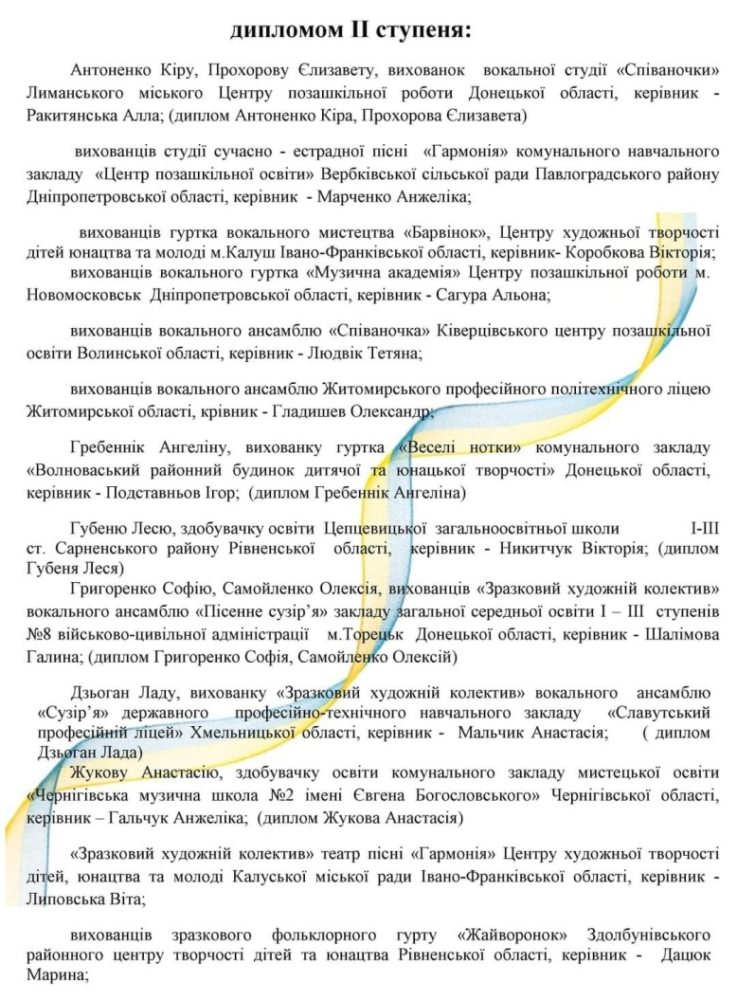 дипломом II ступеня:
Антоненко Кіру, Прохорову Єлизавету, вихованок вокальної студії «Співаночки»
Лиманського міського Центру позашкільної роботи Донецької області, керівник -
Ракитянська Алла; (диплом Антоненко Кіра, Прохорова Єлизавета)
вихованців студії сучасно - естрадної пісні «Гармонія» комунального навчального
закладу «Центр позашкільної освіти» Вербківської сільської ради Павлоградського району
Дніпропетровської області, керівник - Марченко Анжеліка;
вихованців гуртка вокального мистецтва «Барвінок», Центру художньої творчості
дітей юнацтва та молоді м.Калуш Івано-Франківської області, керівник- Коробкова Вікторія;
вихованців вокального гуртка «Музична академія» Центру позашкільної роботи м.
Новомосковськ Дніпропетровської області, керівник - Сагура Альона;
вихованців вокального ансамблю «Співаночка» Ківерцівського центру позашкільної
освіти Волинської області, керівник - Людвік Тетяна;
вихованців вокального ансамблю Житомирського професійного політехнічного ліцею
Житомирської області, крівник - Гладишев Олександр;
Гребеннік Ангеліну, вихованку гуртка «Веселі нотки» комунального закладу
«Волноваський районний будинок дитячої та юнацької творчості» Донецької області,
керівник - Подставньов Ігор; (диплом Гребеннік Ангеліна)
Губеню Лесю, здобувачку освіти Цепцевицької загальноосвітньої школи I-III
ст. Сарненського району Рівненської області, керівник - Никитчук Вікторія; (диплом
Губеня Леся)
Григоренко Софію, Самойленко Олексія, вихованців «Зразковий художній колектив»
вокального ансамблю «Пісенне сузір’я» закладу загальної середньої освіти I – III ступенів
№8 військово-цивільної адміністрації м.Торецьк Донецької області, керівник - Шалімова
Галина; (диплом Григоренко Софія, Самойленко Олексій)
Дзьоган Ладу, вихованку «Зразковий художній колектив» вокального ансамблю
«Сузір’я» державного професійно-технічного навчального закладу «Славутський
професійній ліцей» Хмельницької області, керівник - Мальчик Анастасія; ( диплом
Дзьоган Лада)
Жукову Анастасію, здобувачку освіти комунального закладу мистецької освіти
«Чернігівська музична школа №2 імені Євгена Богословського» Чернігівської області,
керівник – Гальчук Анжеліка; (диплом Жукова Анастасія)
«Зразковий художній колектив» театр пісні «Гармонія» Центру художньої творчості
дітей, юнацтва та молоді Калуської міської ради Івано-Франківської області, керівник -
Липовська Віта;
вихованців зразкового фольклорного гурту «Жайворонок» Здолбунівського
районного центру творчості дітей та юнацтва Рівненської області, керівник - Дацюк
Марина;